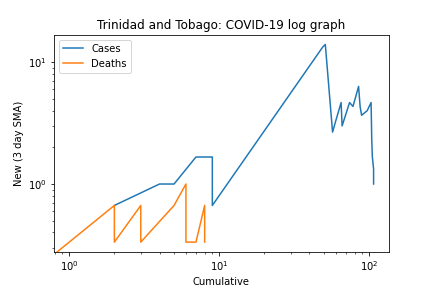 Trinidad and Tobago: COVID-19 log graph
Cases
Deaths
New (3 day SMA)
10¹
10⁰
10⁰ 10¹ 10²
Cumulative